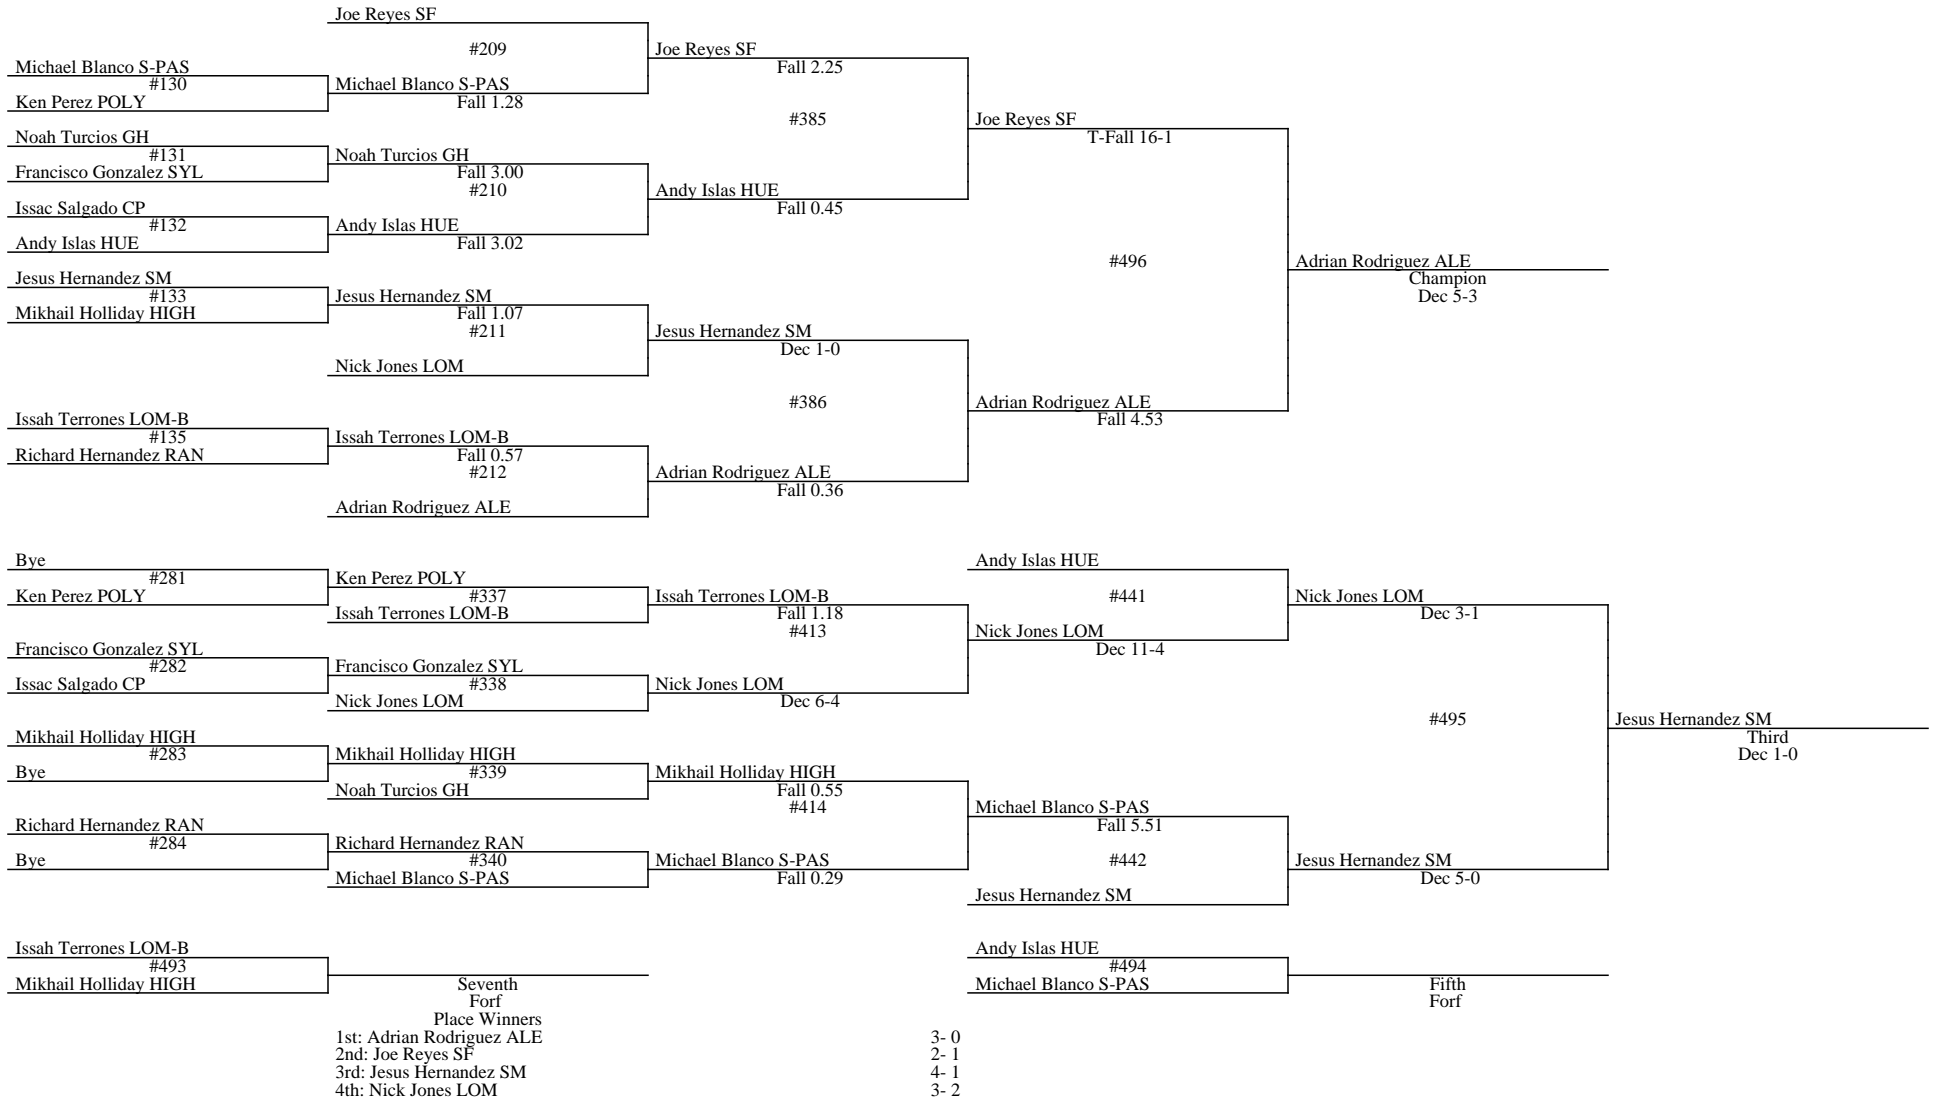 Joe Reyes SF
#209
Joe Reyes SF
Michael Blanco S-PAS
Fall 2.25
#130
Michael Blanco S-PAS
Ken Perez POLY
Fall 1.28
#385
Joe Reyes SF
Noah Turcios GH
T-Fall 16-1
#131
Noah Turcios GH
Francisco Gonzalez SYL
Fall 3.00
#210
Andy Islas HUE
Issac Salgado CP
Fall 0.45
#132
Andy Islas HUE
Andy Islas HUE
Fall 3.02
#496
Adrian Rodriguez ALE
Jesus Hernandez SM
Champion
#133
Jesus Hernandez SM
Dec 5-3
Mikhail Holliday HIGH
Fall 1.07
#211
Jesus Hernandez SM
Dec 1-0
Nick Jones LOM
#386
Adrian Rodriguez ALE
Issah Terrones LOM-B
Fall 4.53
#135
Issah Terrones LOM-B
Richard Hernandez RAN
Fall 0.57
#212
Adrian Rodriguez ALE
Fall 0.36
Adrian Rodriguez ALE
Bye
Andy Islas HUE
#281
Ken Perez POLY
Ken Perez POLY
#337
Issah Terrones LOM-B
#441
Nick Jones LOM
Issah Terrones LOM-B
Fall 1.18
Dec 3-1
#413
Nick Jones LOM
Francisco Gonzalez SYL
Dec 11-4
#282
Francisco Gonzalez SYL
Issac Salgado CP
#338
Nick Jones LOM
Nick Jones LOM
Dec 6-4
#495
Jesus Hernandez SM
Mikhail Holliday HIGH
Third
#283
Mikhail Holliday HIGH
Dec 1-0
Bye
#339
Mikhail Holliday HIGH
Noah Turcios GH
Fall 0.55
#414
Michael Blanco S-PAS
Richard Hernandez RAN
Fall 5.51
#284
Richard Hernandez RAN
Bye
#340
Michael Blanco S-PAS
#442
Jesus Hernandez SM
Michael Blanco S-PAS
Fall 0.29
Dec 5-0
Jesus Hernandez SM
Issah Terrones LOM-B
Andy Islas HUE
#493
#494
Mikhail Holliday HIGH
Seventh
Michael Blanco S-PAS
Fifth
Forf
Forf
Place Winners
1st: Adrian Rodriguez ALE 3- 0
2nd: Joe Reyes SF 2- 1
3rd: Jesus Hernandez SM 4- 1
4th: Nick Jones LOM 3- 2